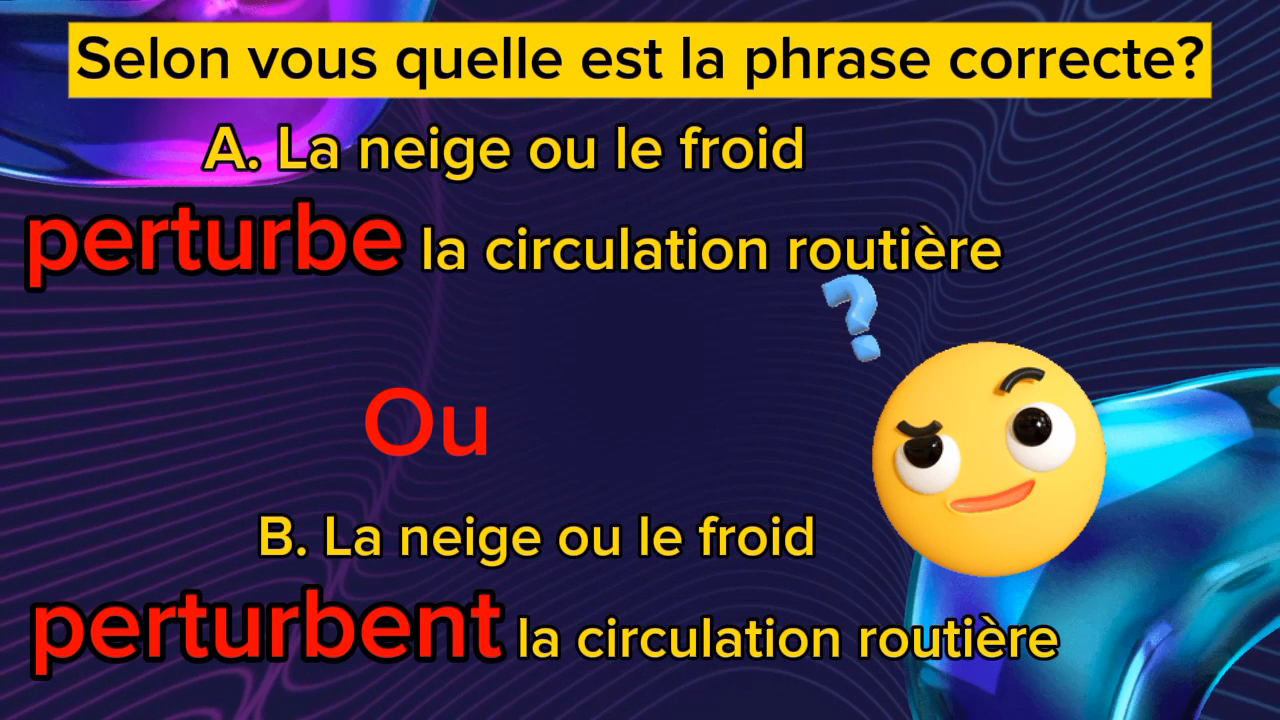 Selon vous quelle est la phrase correcte?
A. La neige ou le froid
perturbe la circulation routière
Ou
B. La neige ou le froid
perturbent la circulation routière